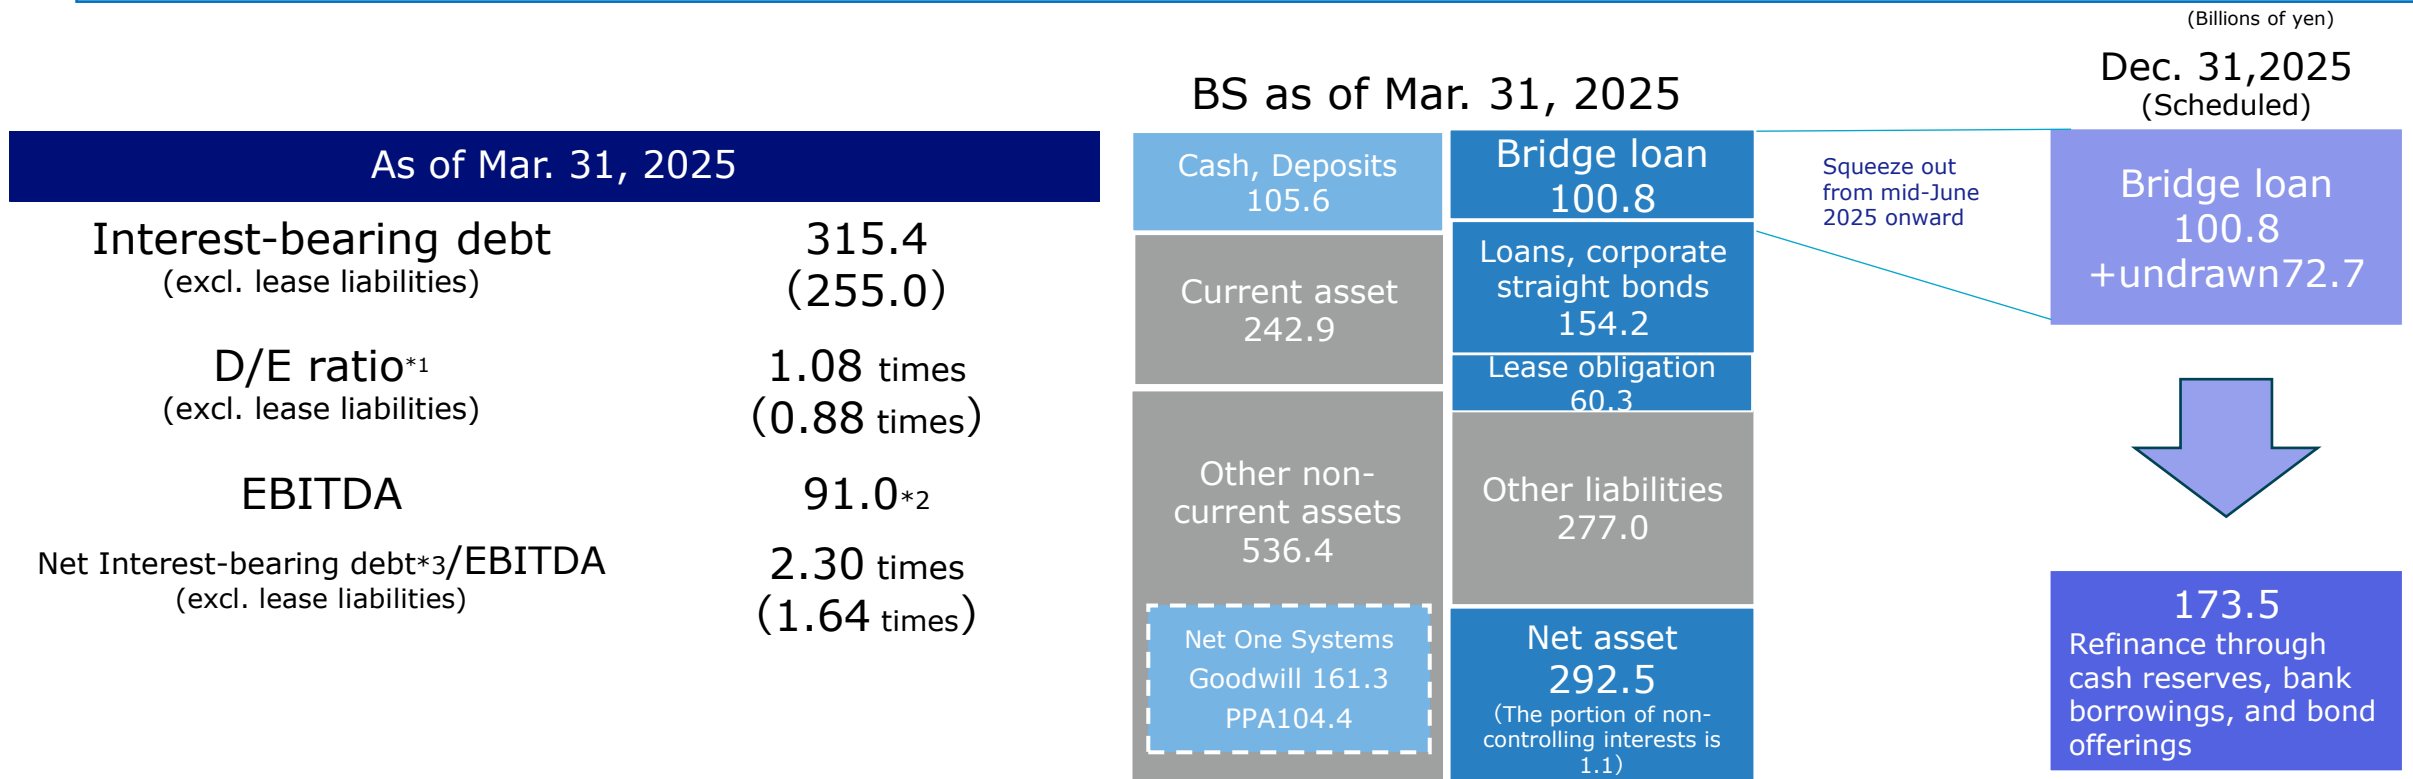 (Billions of yen)
Dec. 31,2025
(Scheduled)
BS as of Mar. 31, 2025
As of Mar. 31, 2025
Interest-bearing debt
(excl. lease liabilities)
315.4
（255.0）
D/E ratio*1
(excl. lease liabilities)
1.08 times
（0.88 times）
EBITDA
91.0*2
Net Interest-bearing debt*3/EBITDA
(excl. lease liabilities)
2.30 times
（1.64 times）
Cash, Deposits
105.6
Current asset
242.9
Other non-
current assets
536.4
Net One Systems
Goodwill 161.3
PPA104.4
Bridge loan
100.8
Loans, corporate
straight bonds
154.2
Lease obligation
60.3
Other liabilities
277.0
Net asset
292.5
（The portion of non-
controlling interests is
1.1）
Squeeze out
from mid-June
2025 onward
Bridge loan
100.8
+undrawn72.7
173.5
Refinance through
cash reserves, bank
borrowings, and bond
offerings